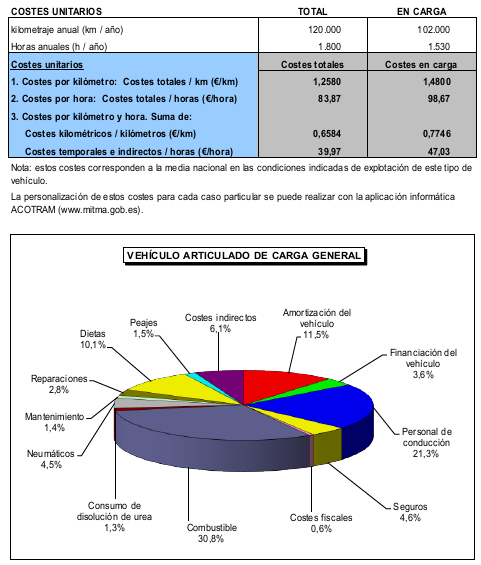 COSTES UNITARIOS TOTAL EN CARGA
kilometraje anual (km / año) 120.000 102.000
Horas anuales (h / año) 1.800 1.530
Costes unitarios Costes totales Costes en carga
1. Costes por kilómetro: Costes totales / km (€/km) 1,2580 1,4800
2. Costes por hora: Costes totales / horas (€/hora) 83,87 98,67
3. Costes por kilómetro y hora. Suma de:
Costes kilométricos / kilómetros (€/km) 0,6584 0,7746
Costes temporales e indirectos / horas (€/hora) 39,97 47,03
Nota: estos costes corresponden a la media nacional en las condiciones indicadas de explotación de este tipo de
vehículo.
La personalización de estos costes para cada caso particular se puede realizar con la aplicación informática
ACOTRAM (www.mitma.gob.es).
VEHÍCULO ARTICULADO DE CARGA GENERAL
Costes indirectos
6,1%
Amortización del
vehículo
11,5%
Peajes
1,5%
Dietas
10,1%
Financiación del
vehículo
3,6%
Reparaciones
2,8%
Mantenimiento
1,4%
Personal de
conducción
21,3%
Neumáticos
4,5%
Consumo de
disolución de urea
1,3%
Combustible
30,8%
Costes fiscales
0,6%
Seguros
4,6%